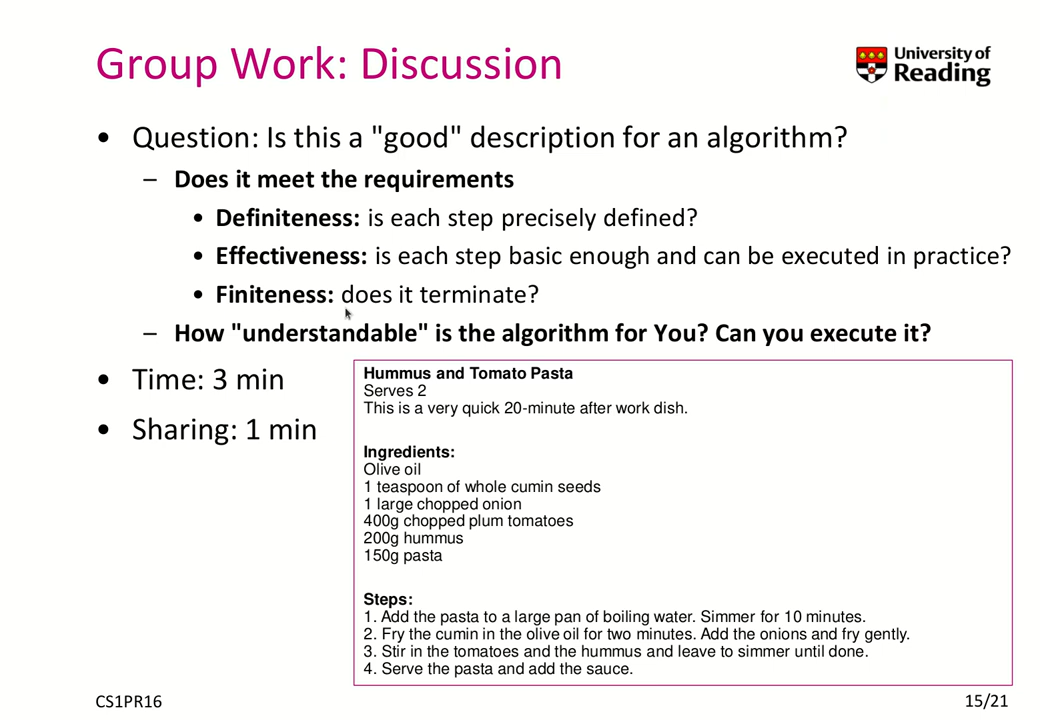 Group Work: Discussion
University of
Reading
• Question: Is this a "good" description for an algorithm?
– Does it meet the requirements
• Definiteness: is each step precisely defined?
• Effectiveness: is each step basic enough and can be executed in practice?
• Finiteness: does it terminate?
– How "understandable" is the algorithm for You? Can you execute it?
• Time: 3 min
• Sharing: 1 min
Hummus and Tomato Pasta
Serves 2
This is a very quick 20-minute after work dish.
Ingredients:
Olive oil
1 teaspoon of whole cumin seeds
1 large chopped onion
400g chopped plum tomatoes
200g hummus
150g pasta
Steps:
1. Add the pasta to a large pan of boiling water. Simmer for 10 minutes.
2. Fry the cumin in the olive oil for two minutes. Add the onions and fry gently.
3. Stir in the tomatoes and the hummus and leave to simmer until done.
4. Serve the pasta and add the sauce.
CS1PR16
15/21